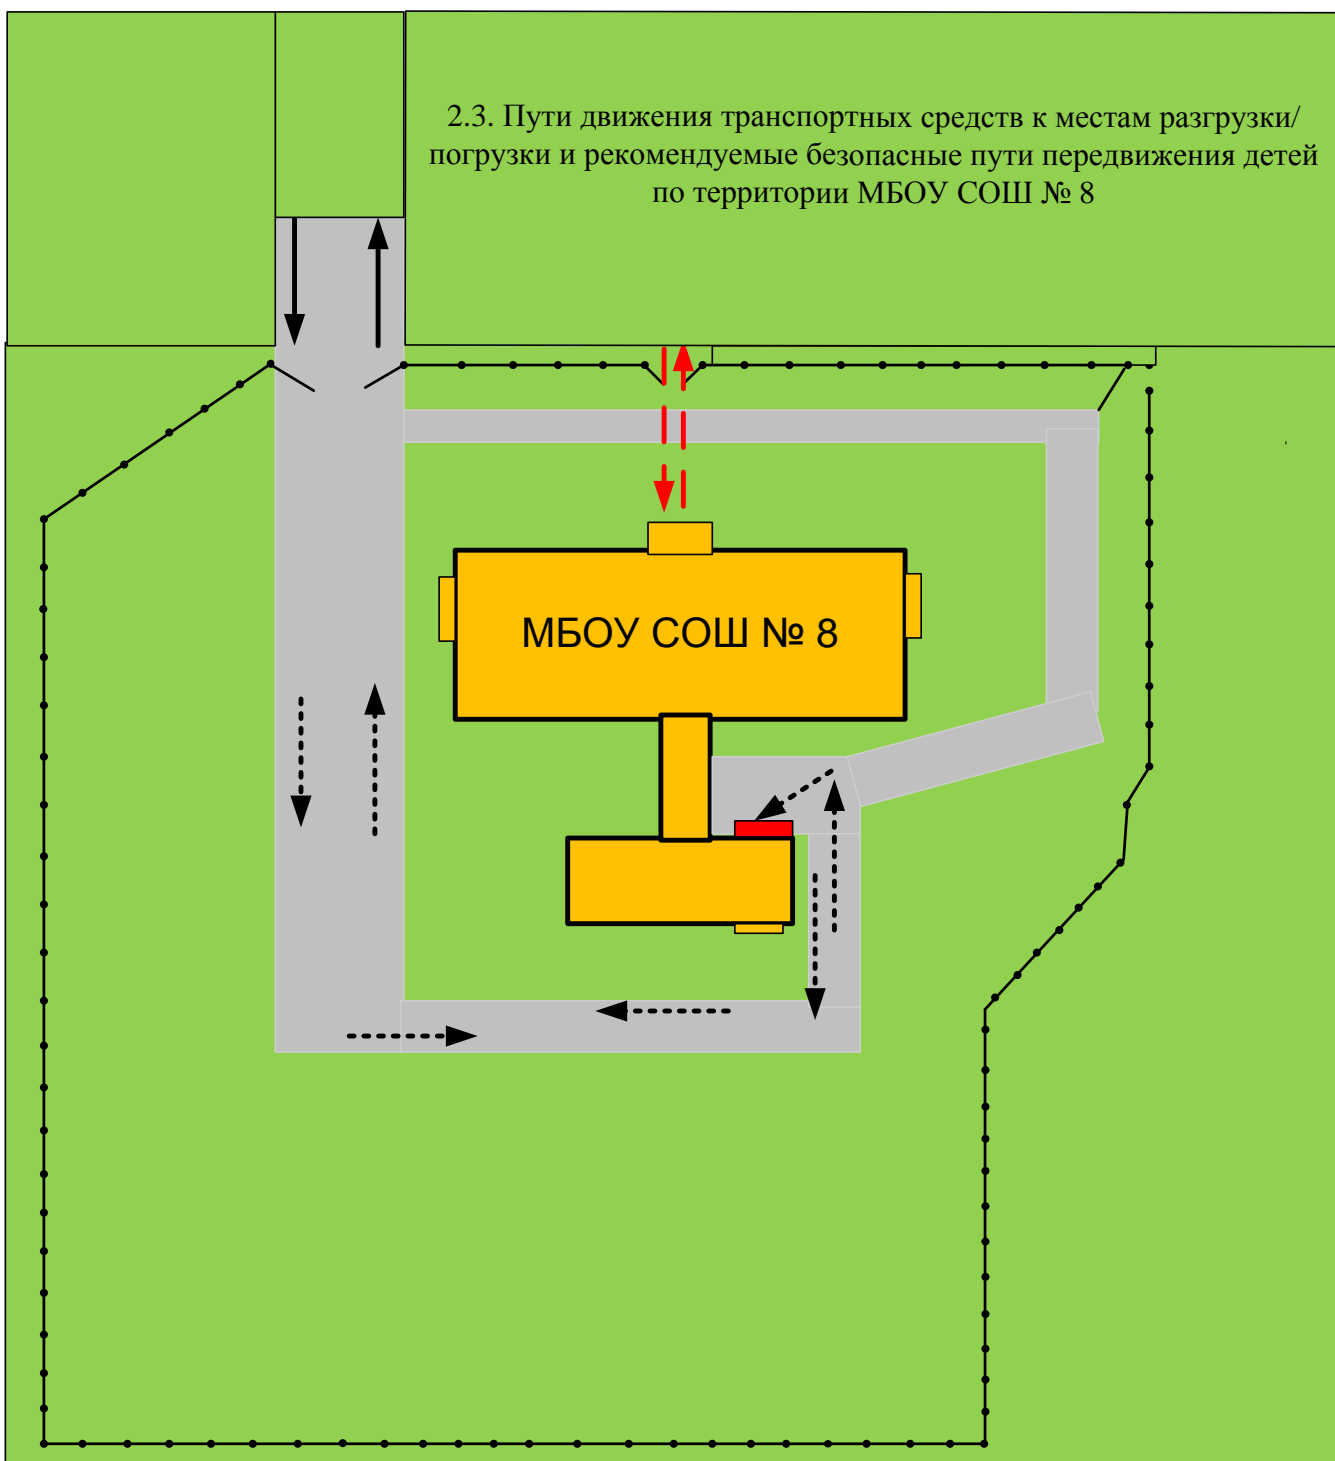 2.3. Пути движения транспортных средств к местам разгрузки/
погрузки и рекомендуемые безопасные пути передвижения детей
по территории МБОУ СОШ № 8
МБОУ СОШ № 8